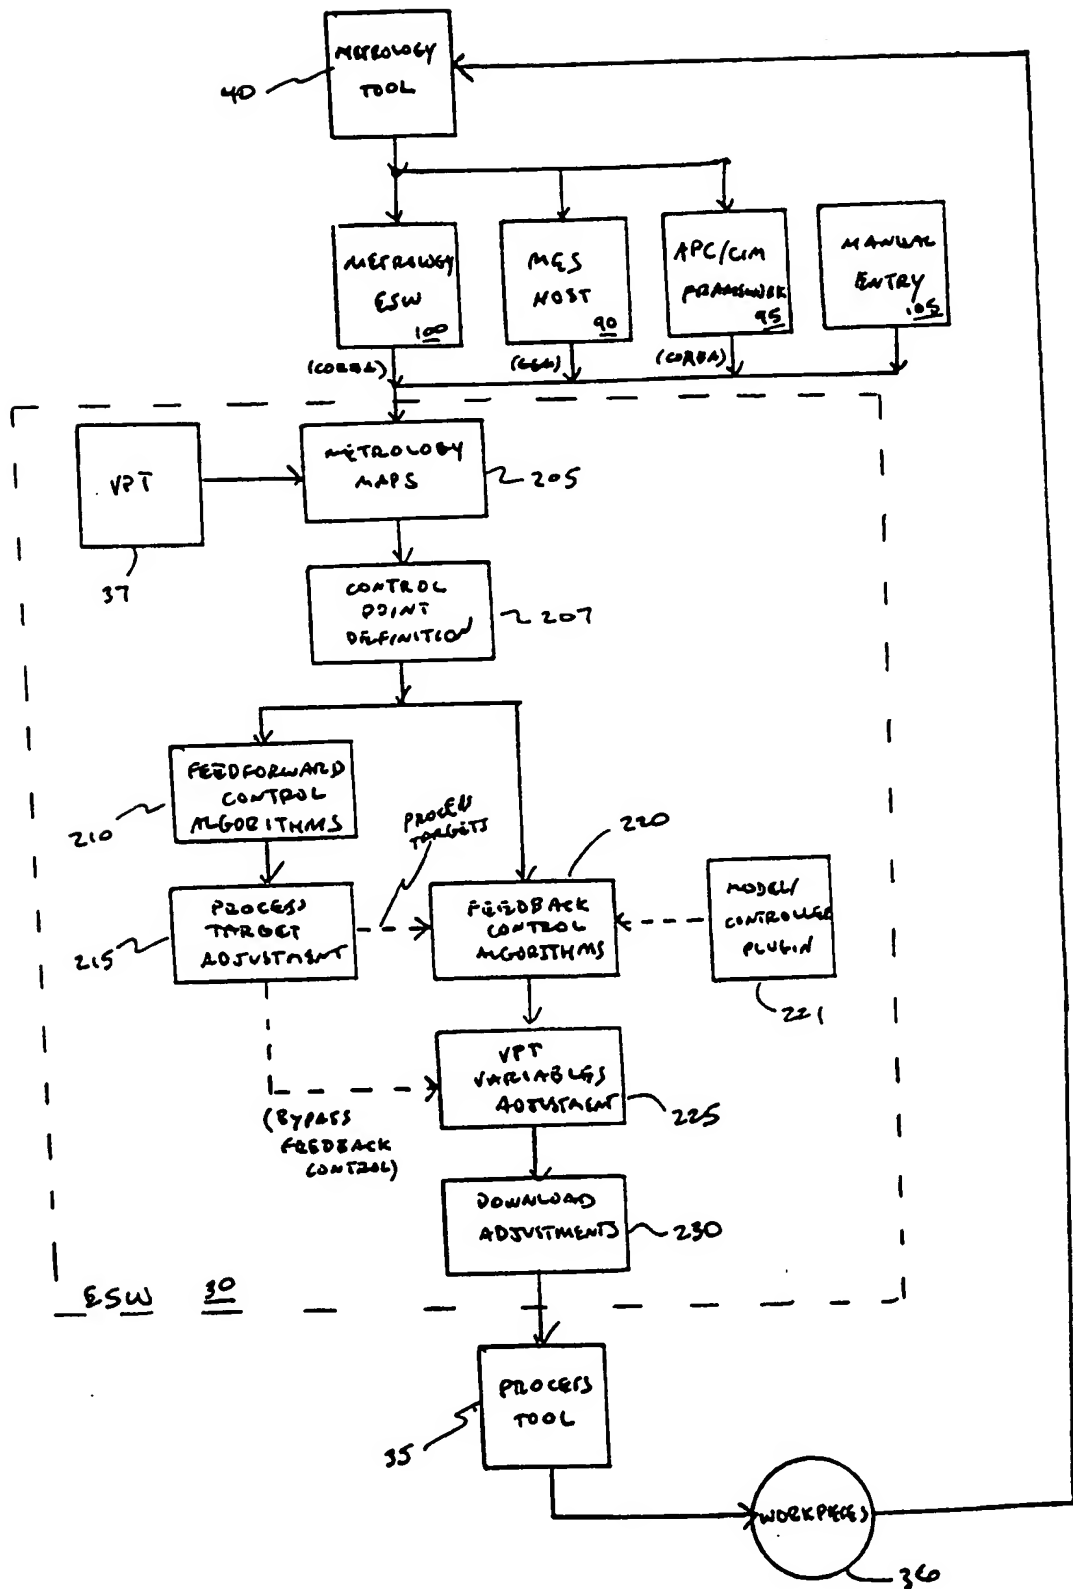 METROLOGY
TOOL
40
METROLOGY
ESW
100
MES
HOST
90
APC/CIM
FRAMEWORK
95
MANUAL
ENTRY
105
(CORBA)
(GEM)
(CORBA)
VPT
37
METROLOGY
MAPS
205
CONTROL
POINT
DEFINITION
207
FEEDFORWARD
CONTROL
ALGORITHMS
210
PROCESS
TARGETS
220
PROCESS
TARGET
ADJUSTMENT
215
FEEDBACK
CONTROL
ALGORITHMS
MODEL/
CONTROLLER
PLUGIN
221
VPT
VARIABLES
ADJUSTMENT
225
(BYPASS
FEEDBACK
CONTROL)
DOWNLOAD
ADJUSTMENTS
230
ESW 30
PROCESS
TOOL
35
WORKPIECES
36